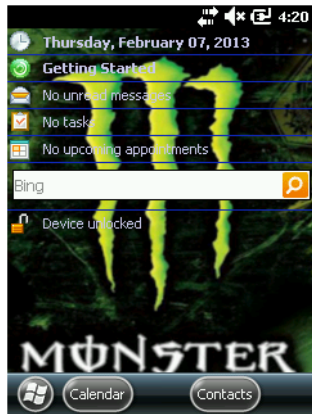 4:20
Thursday, February 07, 2013
Getting Started
No unread messages
No tasks
No upcoming appointments
Bing
Device unlocked
MONSTER
Calendar
Contacts